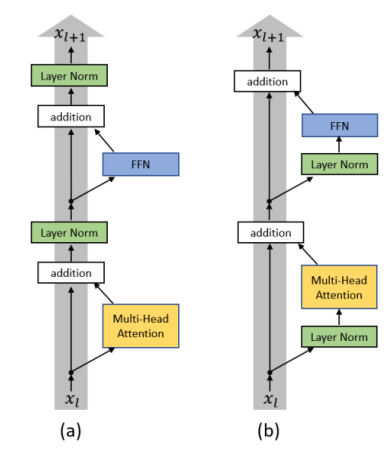 x_{l+1}
Layer Norm
addition
FFN
Layer Norm
addition
Multi-Head
Attention
x_l
(a)
x_{l+1}
addition
FFN
Layer Norm
addition
Multi-Head
Attention
Layer Norm
x_l
(b)